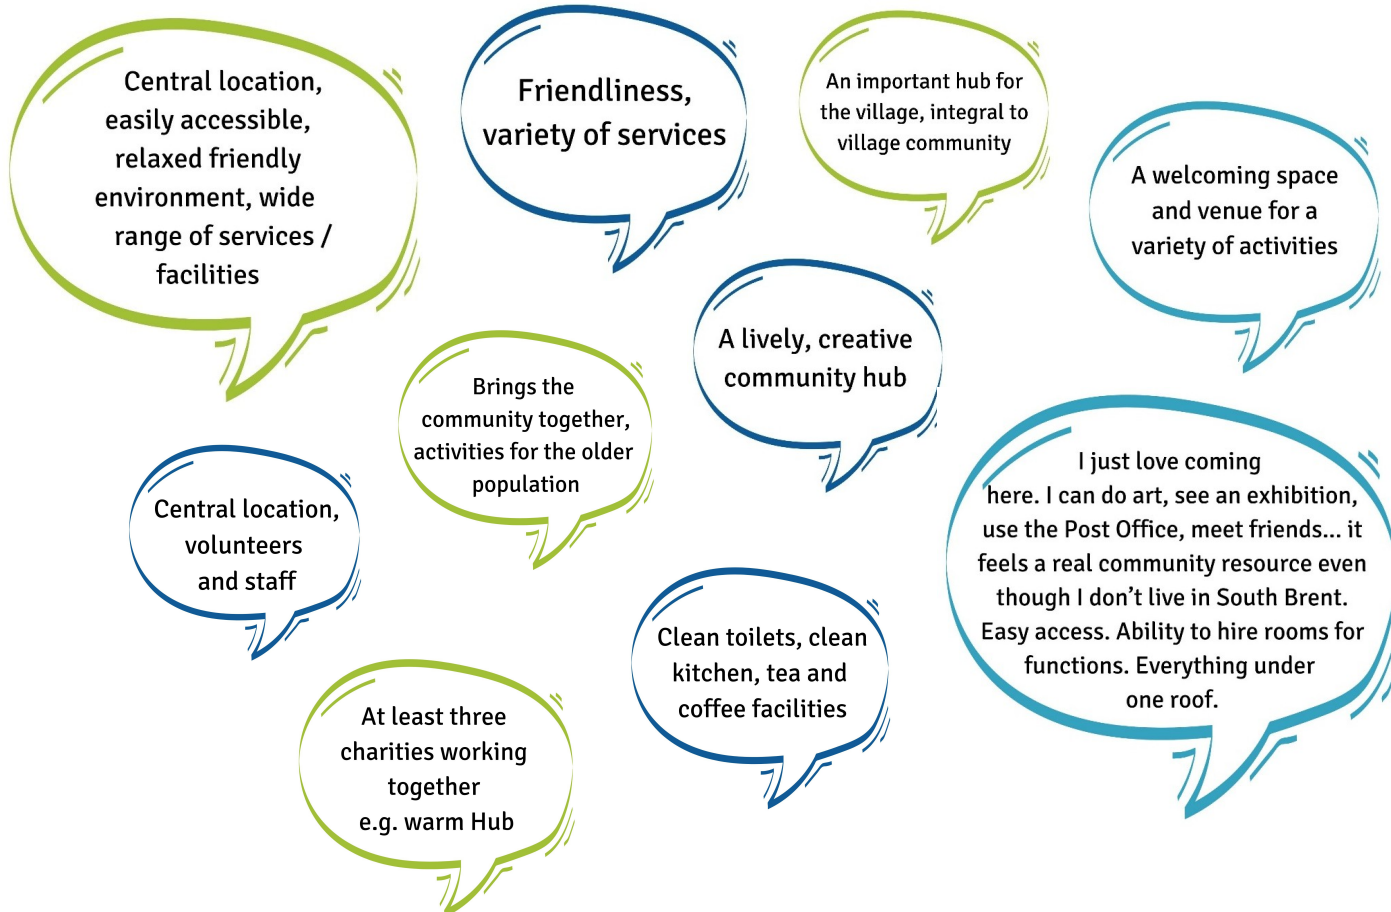 Central location,
easily accessible,
relaxed friendly
environment, wide
range of services /
facilities
Friendliness,
variety of services
An important hub for
the village, integral to
village community
A welcoming space
and venue for a
variety of activities
A lively, creative
community hub
Brings the
community together,
activities for the older
population
Central location,
volunteers
and staff
I just love coming
here. I can do art, see an exhibition,
use the Post Office, meet friends... it
feels a real community resource even
though I don’t live in South Brent.
Easy access. Ability to hire rooms for
functions. Everything under
one roof.
Clean toilets, clean
kitchen, tea and
coffee facilities
At least three
charities working
together
e.g. warm Hub